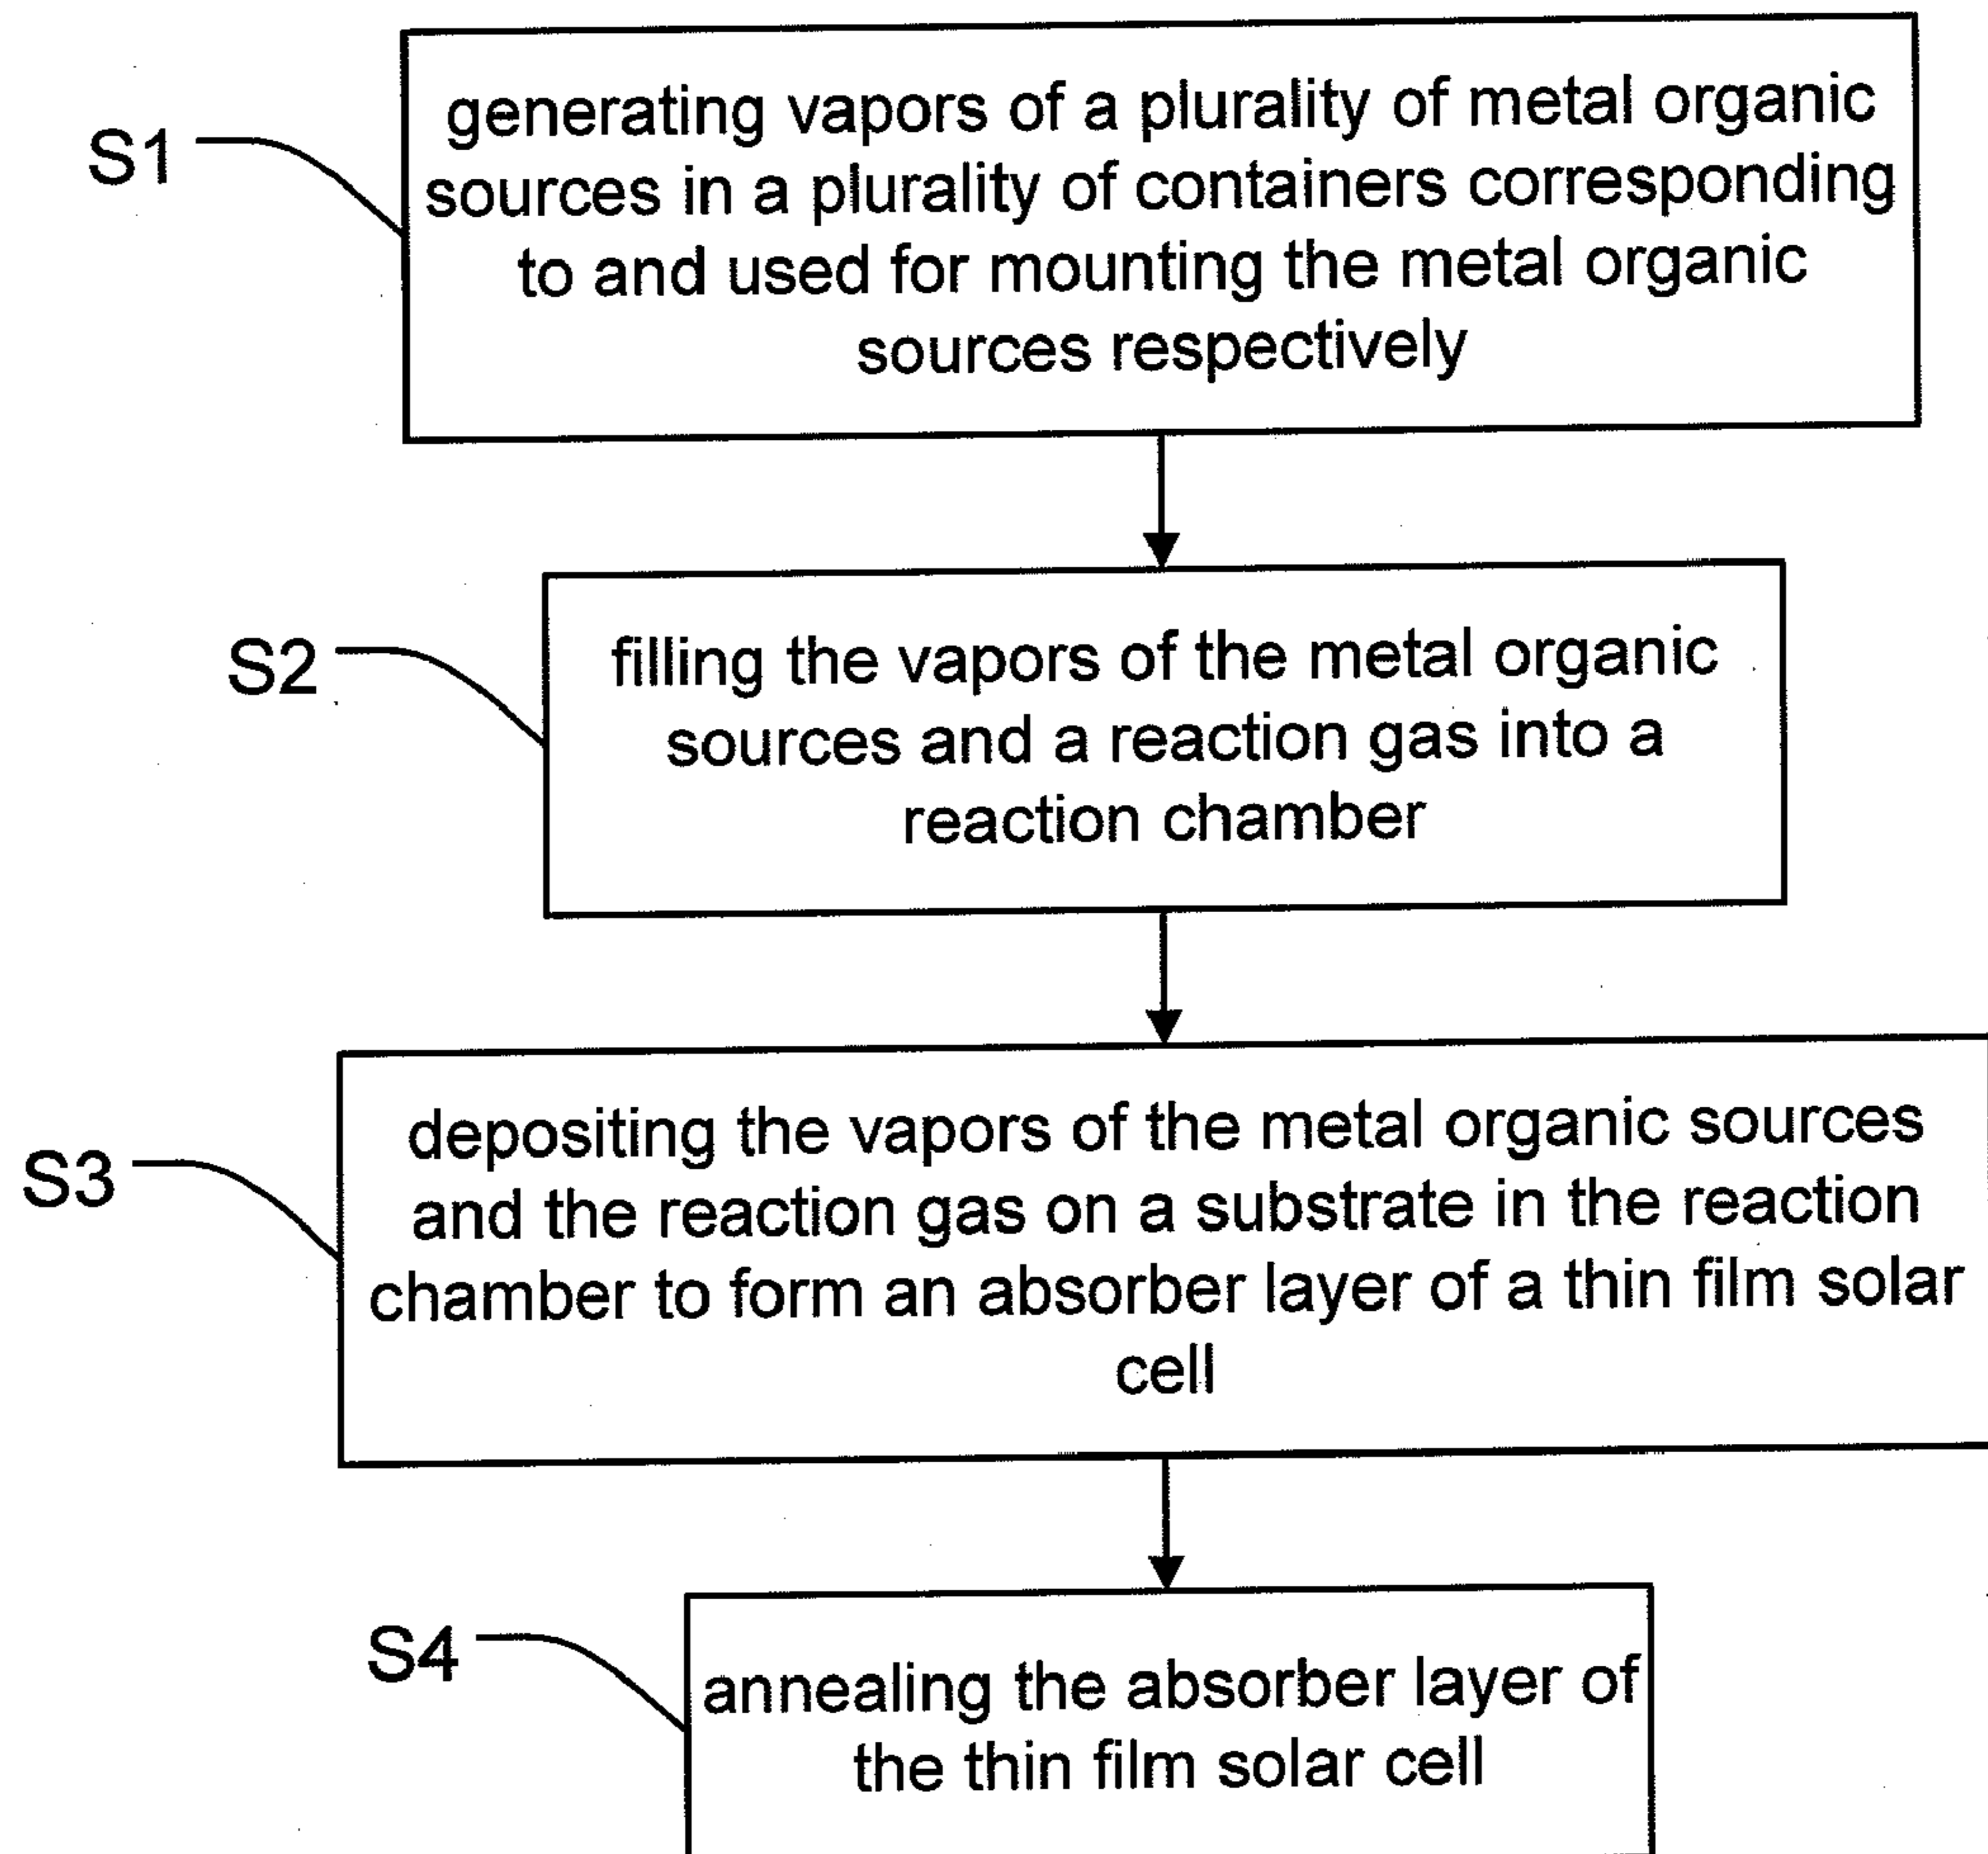 S1
generating vapors of a plurality of metal organic
sources in a plurality of containers corresponding
to and used for mounting the metal organic
sources respectively
S2
filling the vapors of the metal organic
sources and a reaction gas into a
reaction chamber
S3
depositing the vapors of the metal organic sources
and the reaction gas on a substrate in the reaction
chamber to form an absorber layer of a thin film solar
cell
S4
annealing the absorber layer of
the thin film solar cell